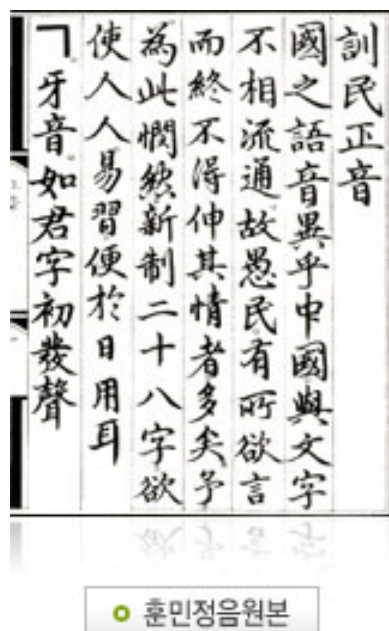 訓民正音
國之語音異乎中國與文字
不相流通故愚民有所欲言
而終不得伸其情者多矣予
為此憫然新制二十八字欲
使人人易習便於日用耳
ㄱ。牙音。如君字初發聲
훈민정음원본